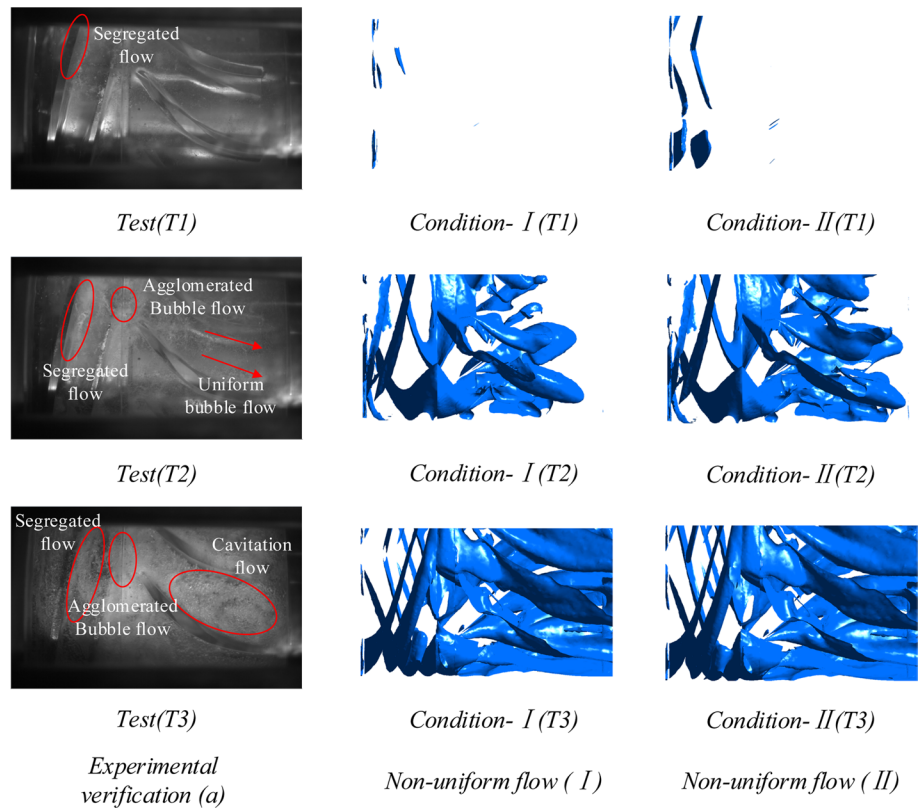 Segregated
flow
Test(T1)
Condition- Ⅰ(T1)
Condition- Ⅱ(T1)
Agglomerated
Bubble flow
Segregated
flow
Uniform
bubble flow
Test(T2)
Condition- Ⅰ(T2)
Condition- Ⅱ(T2)
Segregated
flow
Cavitation
flow
Agglomerated
Bubble flow
Test(T3)
Condition- Ⅰ(T3)
Condition- Ⅱ(T3)
Experimental
verification (a)
Non-uniform flow (Ⅰ)
Non-uniform flow (Ⅱ)